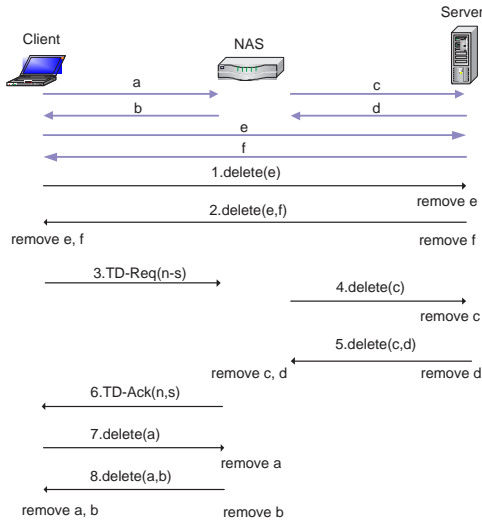 Server
Client
NAS
a
c
b
d
e
f
1.delete(e)
remove e
2.delete(e,f)
remove e, f
remove f
3.TD-Req(n-s)
4.delete(c)
remove c
5.delete(c,d)
remove c, d
remove d
6.TD-Ack(n,s)
7.delete(a)
remove a
8.delete(a,b)
remove a, b
remove b